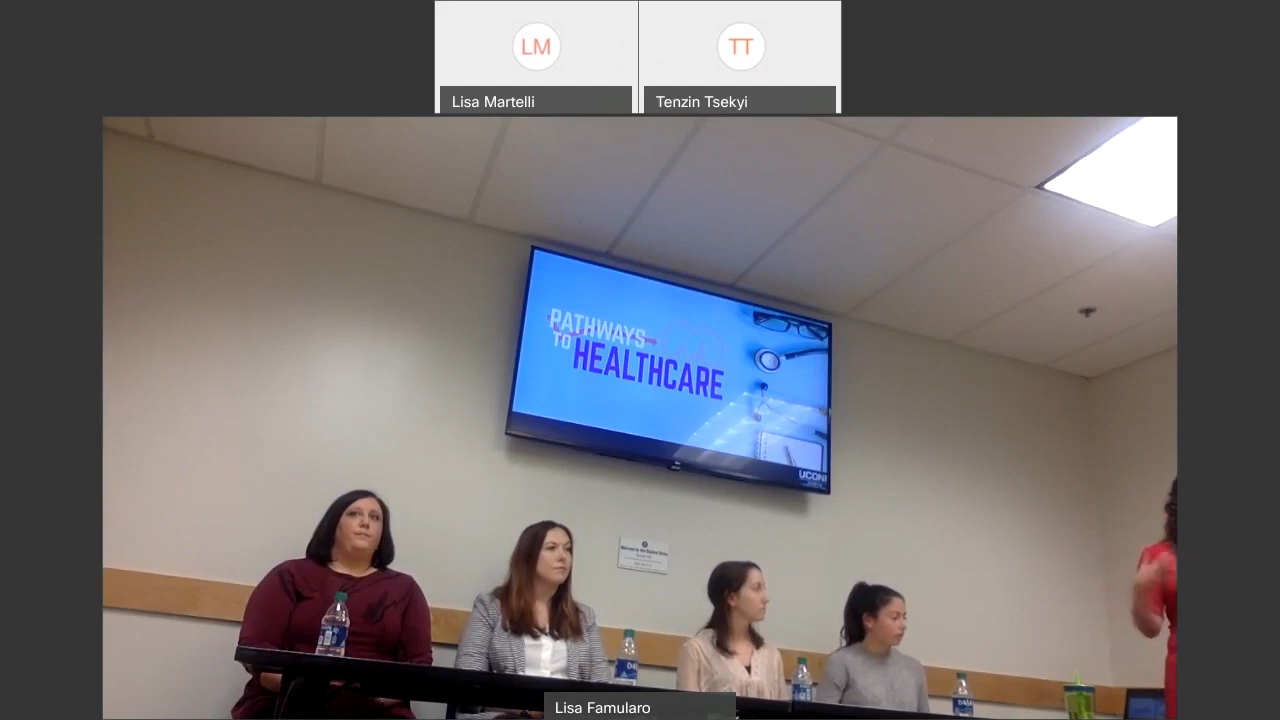 LM
TT
Lisa Martelli
Tenzin Tsekyi
PATHWAYS
TO
HEALTHCARE
UCONN
Lisa Famularo